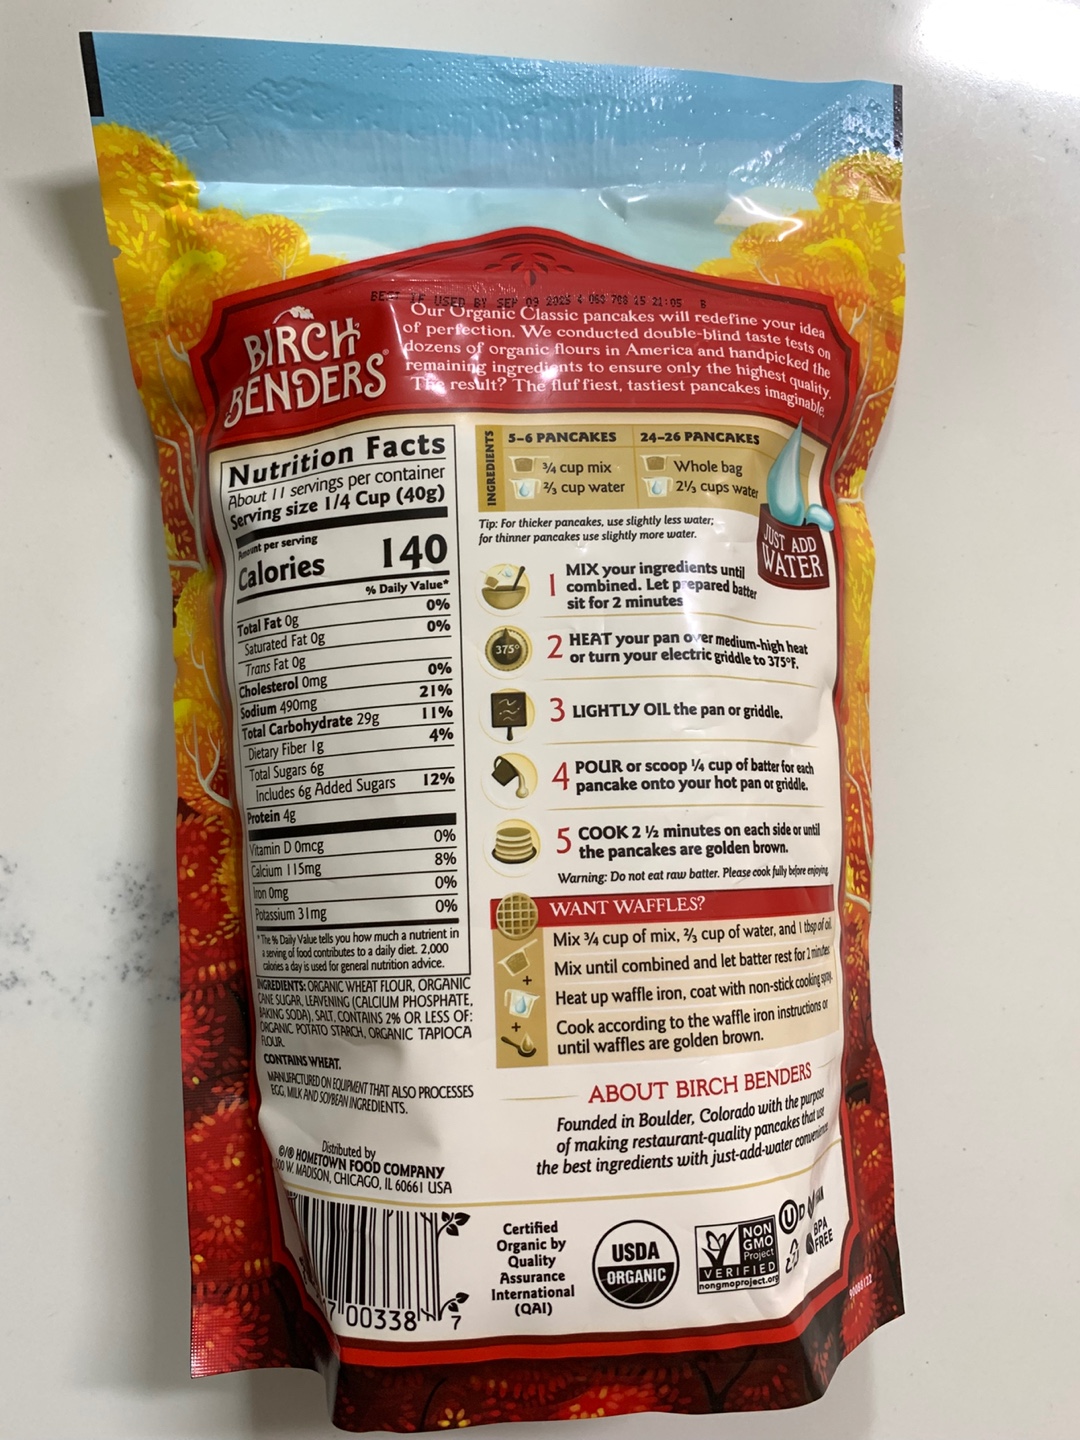 BEST IF USED BY SEP 09 2025 4 053 708 15 21:05 B
BIRCH
BENDERS®
Our Organic Classic pancakes will redefine your idea
of perfection. We conducted double-blind taste tests on
dozens of organic flours in America and handpicked the
remaining ingredients to ensure only the highest quality.
The result? The fluffiest, tastiest pancakes imaginable.
Nutrition Facts
About 11 servings per container
Serving size 1/4 Cup (40g)
Amount per serving
Calories 140
% Daily Value*
Total Fat 0g 0%
Saturated Fat 0g 0%
Trans Fat 0g
Cholesterol 0mg 0%
Sodium 490mg 21%
Total Carbohydrate 29g 11%
Dietary Fiber 1g 4%
Total Sugars 6g
Includes 6g Added Sugars 12%
Protein 4g
Vitamin D 0mcg 0%
Calcium 115mg 8%
Iron 0mg 0%
Potassium 31mg 0%
*The % Daily Value tells you how much a nutrient in
a serving of food contributes to a daily diet. 2,000
calories a day is used for general nutrition advice.
INGREDIENTS: ORGANIC WHEAT FLOUR, ORGANIC
CANE SUGAR, LEAVENING (CALCIUM PHOSPHATE,
BAKING SODA), SALT, CONTAINS 2% OR LESS OF:
ORGANIC POTATO STARCH, ORGANIC TAPIOCA
FLOUR.
CONTAINS WHEAT.
MANUFACTURED ON EQUIPMENT THAT ALSO PROCESSES
EGG, MILK AND SOYBEAN INGREDIENTS.
Distributed by
©/® HOMETOWN FOOD COMPANY
500 W. MADISON, CHICAGO, IL 60661 USA
7 00338 7
INGREDIENTS
5–6 PANCAKES 24–26 PANCAKES
¾ cup mix Whole bag
⅔ cup water 2⅓ cups water
JUST ADD
WATER
Tip: For thicker pancakes, use slightly less water;
for thinner pancakes use slightly more water.
1 MIX your ingredients until
combined. Let prepared batter
sit for 2 minutes
375°
2 HEAT your pan over medium-high heat
or turn your electric griddle to 375°F.
3 LIGHTLY OIL the pan or griddle.
4 POUR or scoop ¼ cup of batter for each
pancake onto your hot pan or griddle.
5 COOK 2 ½ minutes on each side or until
the pancakes are golden brown.
Warning: Do not eat raw batter. Please cook fully before enjoying.
WANT WAFFLES?
Mix ¾ cup of mix, ⅔ cup of water, and 1 tbsp of oil.
Mix until combined and let batter rest for 2 minutes
Heat up waffle iron, coat with non-stick cooking spray.
Cook according to the waffle iron instructions or
until waffles are golden brown.
+
+
ABOUT BIRCH BENDERS
Founded in Boulder, Colorado with the purpose
of making restaurant-quality pancakes that use
the best ingredients with just-add-water convenience.
Certified
Organic by
Quality
Assurance
International
(QAI)
USDA
ORGANIC
NON
GMO
Project
VERIFIED
nongmoproject.org
U D
BPA
FREE